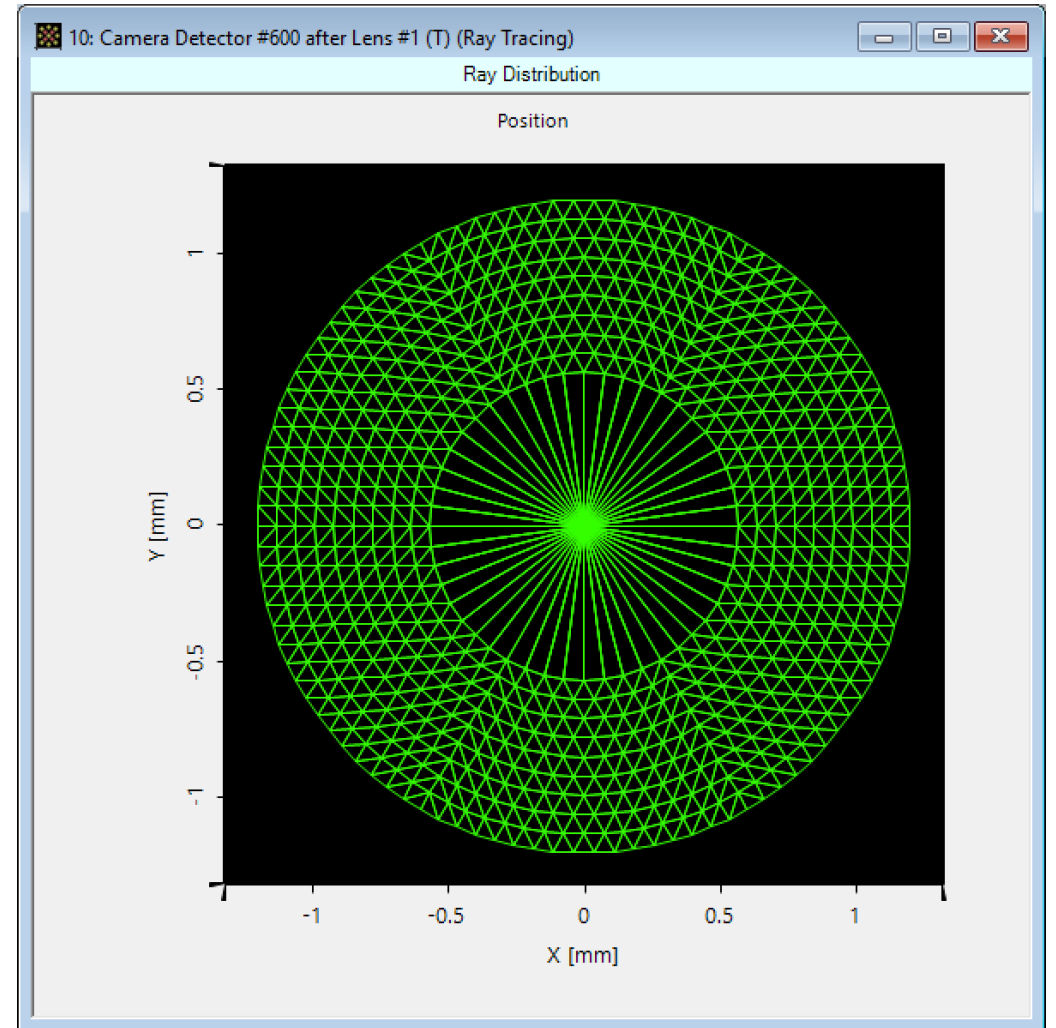 10: Camera Detector #600 after Lens #1 (T) (Ray Tracing)
Ray Distribution
Position
1
0.5
0
-0.5
-1
Y [mm]
-1
-0.5
0
0.5
1
X [mm]